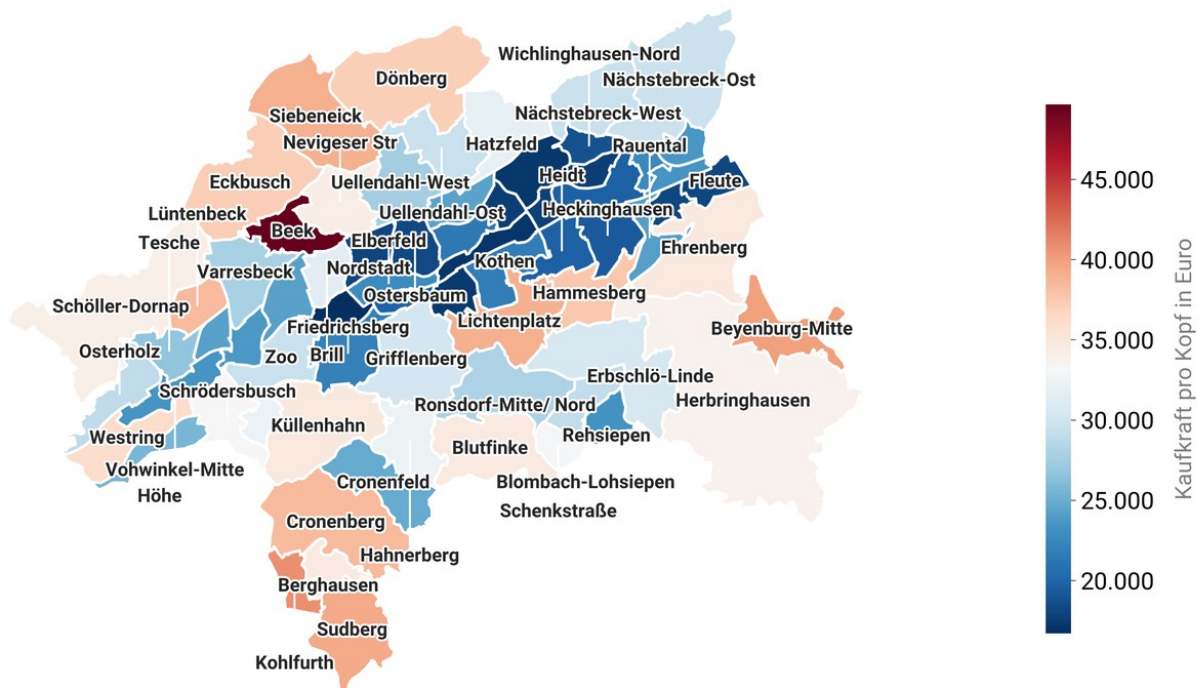 Wichlinghausen-Nord
Dönberg
Nächstebreck-Ost
Siebeneick
Nächstebreck-West
Nevigeser Str
Hatzfeld
Rauental
Eckbusch
Uellendahl-West
Heidt
Fleute
Lüntenbeck
Uellendahl-Ost
Heckinghausen
Tesche
Beek
Elberfeld
Ehrenberg
Varresbeck
Nordstadt
Kothen
Schöller-Dornap
Ostersbaum
Hammesberg
Friedrichsberg
Lichtenplatz
Beyenburg-Mitte
Osterholz
Zoo
Brill
Grifflenberg
Erbschlö-Linde
Schrödersbusch
Ronsdorf-Mitte/ Nord
Herbringhausen
Westring
Küllenhahn
Blutfinke
Rehsiepen
Vohwinkel-Mitte
Höhe
Cronenfeld
Blombach-Lohsiepen
Schenkstraße
Cronenberg
Hahnerberg
Berghausen
Sudberg
Kohlfurth
45.000
40.000
35.000
30.000
25.000
20.000
Kaufkraft pro Kopf in Euro